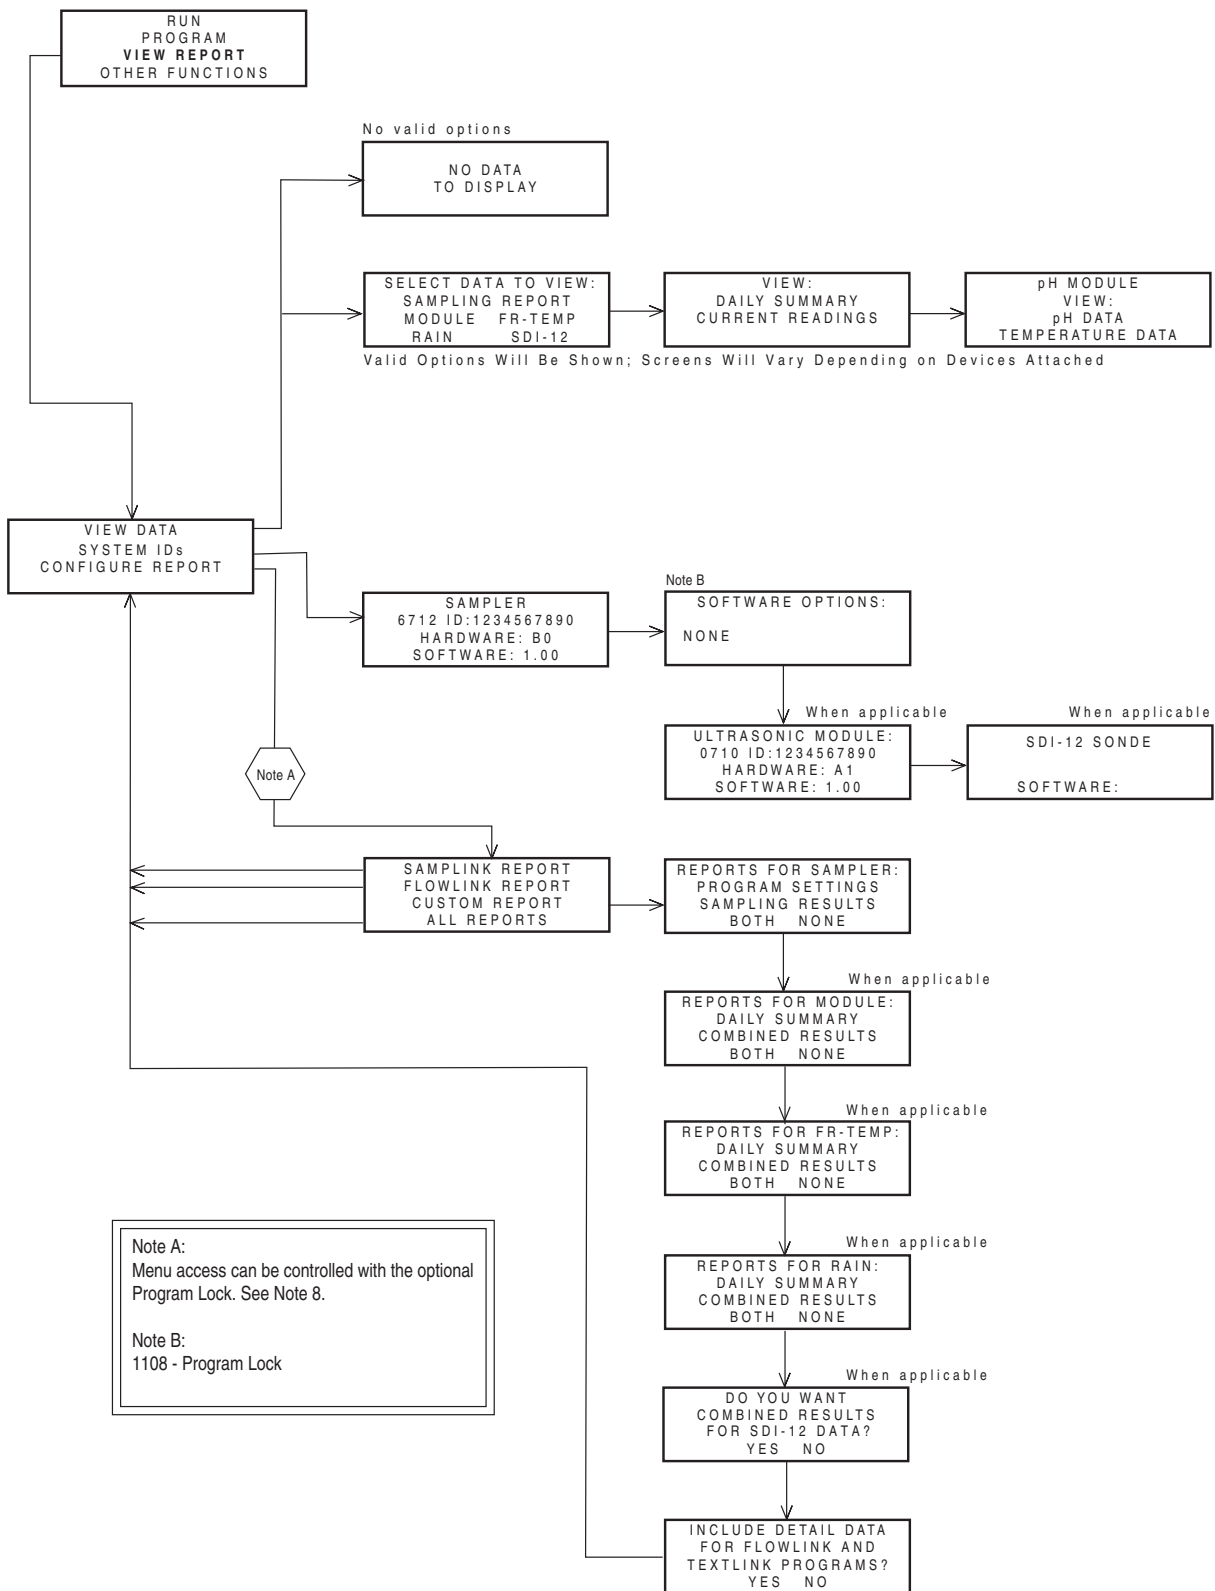 RUN
PROGRAM
VIEW REPORT
OTHER FUNCTIONS
No valid options
NO DATA
TO DISPLAY
SELECT DATA TO VIEW:
SAMPLING REPORT
MODULE FR-TEMP
RAIN SDI-12
VIEW:
DAILY SUMMARY
CURRENT READINGS
pH MODULE
VIEW:
pH DATA
TEMPERATURE DATA
Valid Options Will Be Shown; Screens Will Vary Depending on Devices Attached
VIEW DATA
SYSTEM IDs
CONFIGURE REPORT
SAMPLER
6712 ID:1234567890
HARDWARE: B0
SOFTWARE: 1.00
Note B
SOFTWARE OPTIONS:
NONE
When applicable
ULTRASONIC MODULE:
0710 ID:1234567890
HARDWARE: A1
SOFTWARE: 1.00
When applicable
SDI-12 SONDE
SOFTWARE:
Note A
SAMPLINK REPORT
FLOWLINK REPORT
CUSTOM REPORT
ALL REPORTS
REPORTS FOR SAMPLER:
PROGRAM SETTINGS
SAMPLING RESULTS
BOTH NONE
When applicable
REPORTS FOR MODULE:
DAILY SUMMARY
COMBINED RESULTS
BOTH NONE
When applicable
REPORTS FOR FR-TEMP:
DAILY SUMMARY
COMBINED RESULTS
BOTH NONE
When applicable
REPORTS FOR RAIN:
DAILY SUMMARY
COMBINED RESULTS
BOTH NONE
When applicable
DO YOU WANT
COMBINED RESULTS
FOR SDI-12 DATA?
YES NO
INCLUDE DETAIL DATA
FOR FLOWLINK AND
TEXTLINK PROGRAMS?
YES NO
Note A:
Menu access can be controlled with the optional
Program Lock. See Note 8.
Note B:
1108 - Program Lock